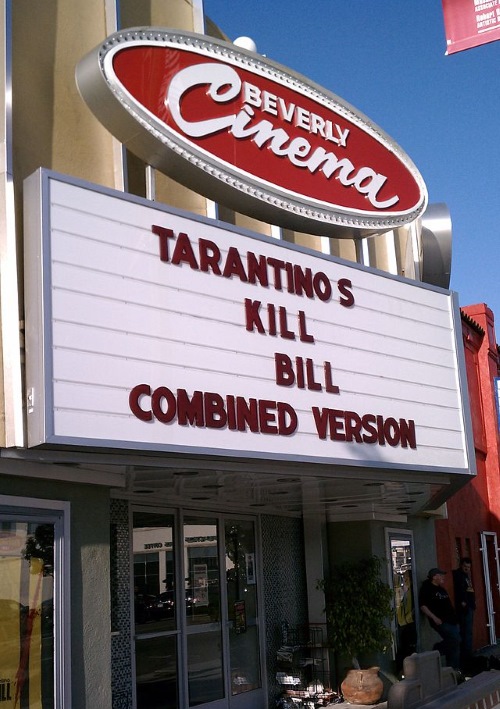 BEVERLY
Cinema
TARANTINO S
KILL
BILL
COMBINED VERSION